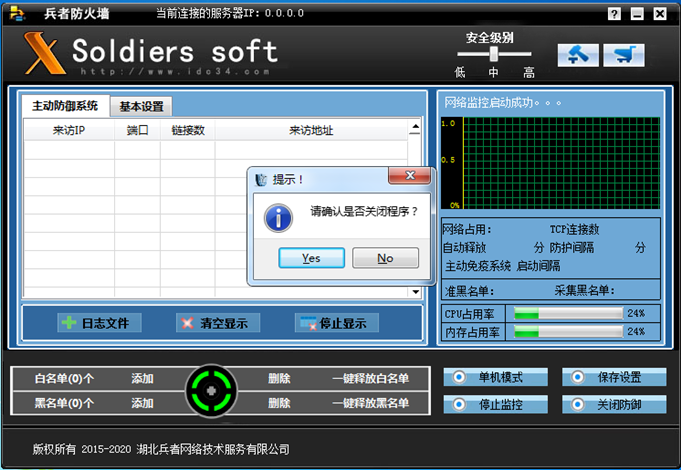 兵者防火墙 当前连接的服务器IP: 0.0.0.0
X Soldiers soft
http://www.ido34.com
安全级别
低 中 高
主动防御系统 基本设置
来访IP 端口 链接数 来访地址
网络监控启动成功。。。
1.0
0.5
0%
提示！
请确认是否关闭程序？
Yes No
网络占用: TCP连接数
自动释放 分 防护间隔 分
主动免疫系统 启动间隔
准黑名单: 采集黑名单:
CPU占用率 24%
内存占用率 24%
日志文件 清空显示 停止显示
白名单(0)个 添加 删除 一键释放白名单
黑名单(0)个 添加 删除 一键释放黑名单
单机模式 保存设置
停止监控 关闭防御
版权所有 2015-2020 湖北兵者网络技术服务有限公司